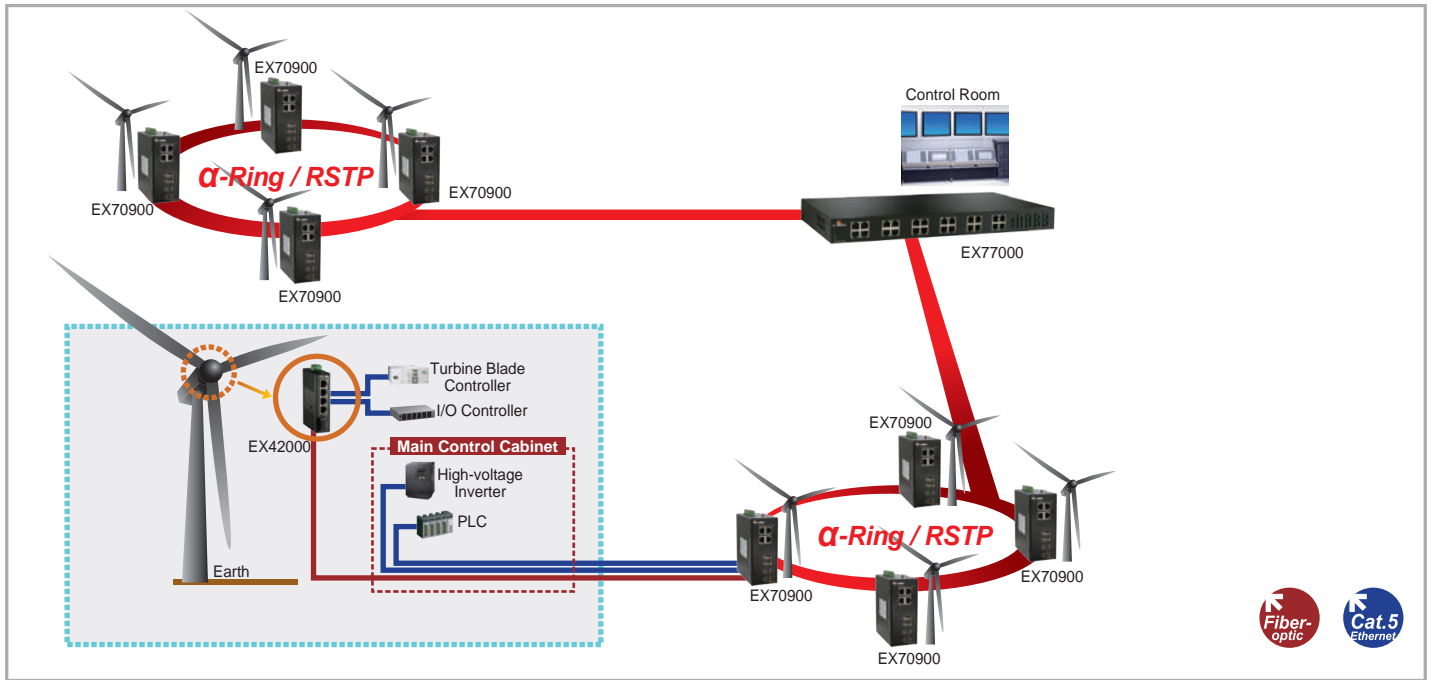 EX70900
EX70900
EX70900
EX70900
α-Ring / RSTP
Control Room
EX77000
Turbine Blade
Controller
I/O Controller
EX42000
Main Control Cabinet
High-voltage
Inverter
PLC
Earth
EX70900
α-Ring / RSTP
EX70900
EX70900
EX70900
Fiber-
optic
Cat.5
Ethernet